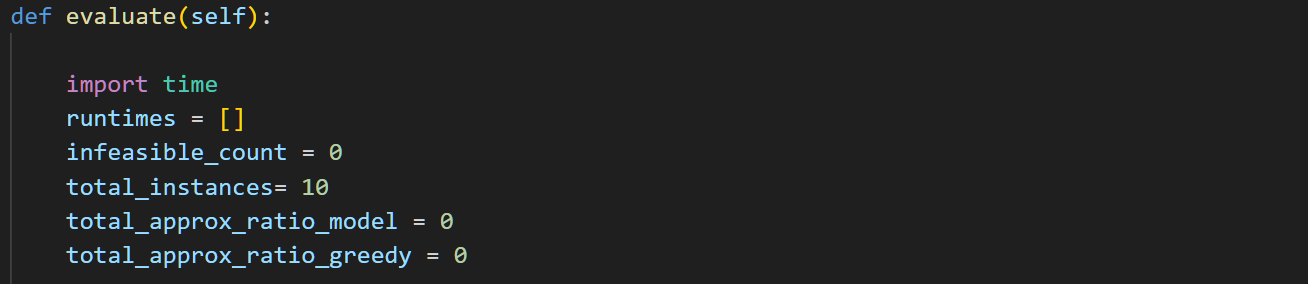 def evaluate(self):
import time
runtimes = []
infeasible_count = 0
total_instances= 10
total_approx_ratio_model = 0
total_approx_ratio_greedy = 0